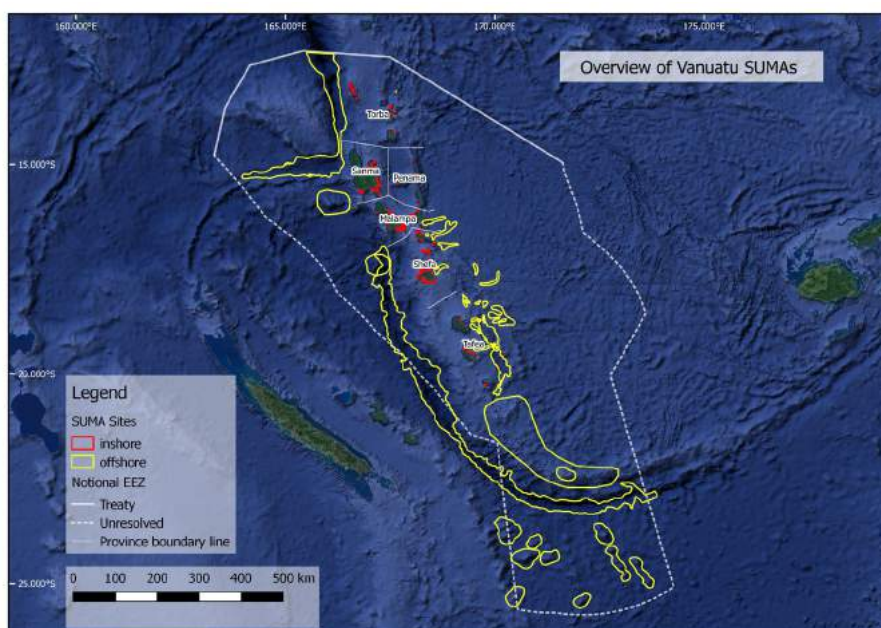 160.000°E 165.000°E 170.000°E 175.000°E
Overview of Vanuatu SUMAs
Torba
15.000°S
Sanma
Penama
Malampa
Shefa
Tafea
20.000°S
Legend
SUMA Sites
inshore
offshore
Notional EEZ
Treaty
Unresolved
Province boundary line
0 100 200 300 400 500 km
25.000°S